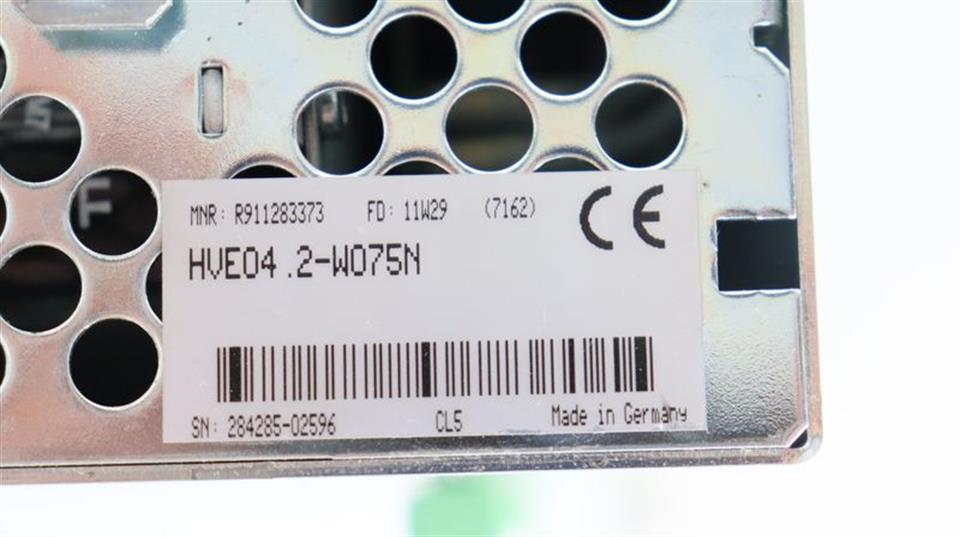 MNR: R911283373 FD: 11W29 (7162)
CE
HVE04.2-W075N
SN: 284285-02596 CL5 Made in Germany